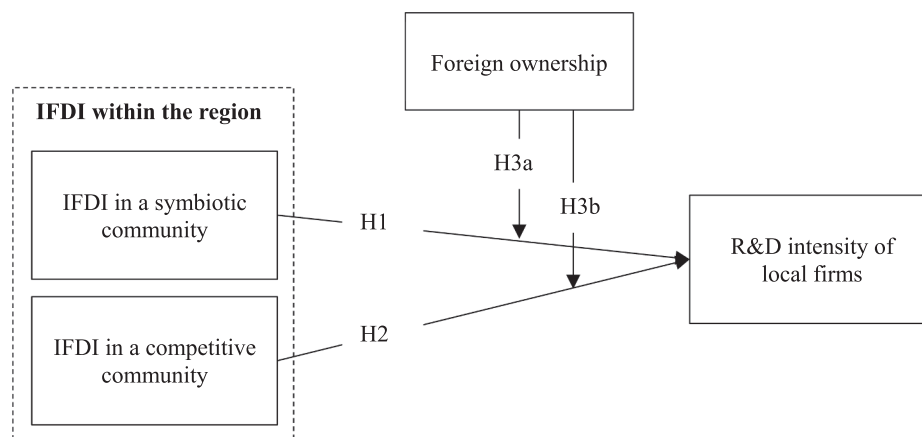 Foreign ownership
IFDI within the region
H3a
IFDI in a symbiotic
community
H1
H3b
R&D intensity of
local firms
IFDI in a competitive
community
H2